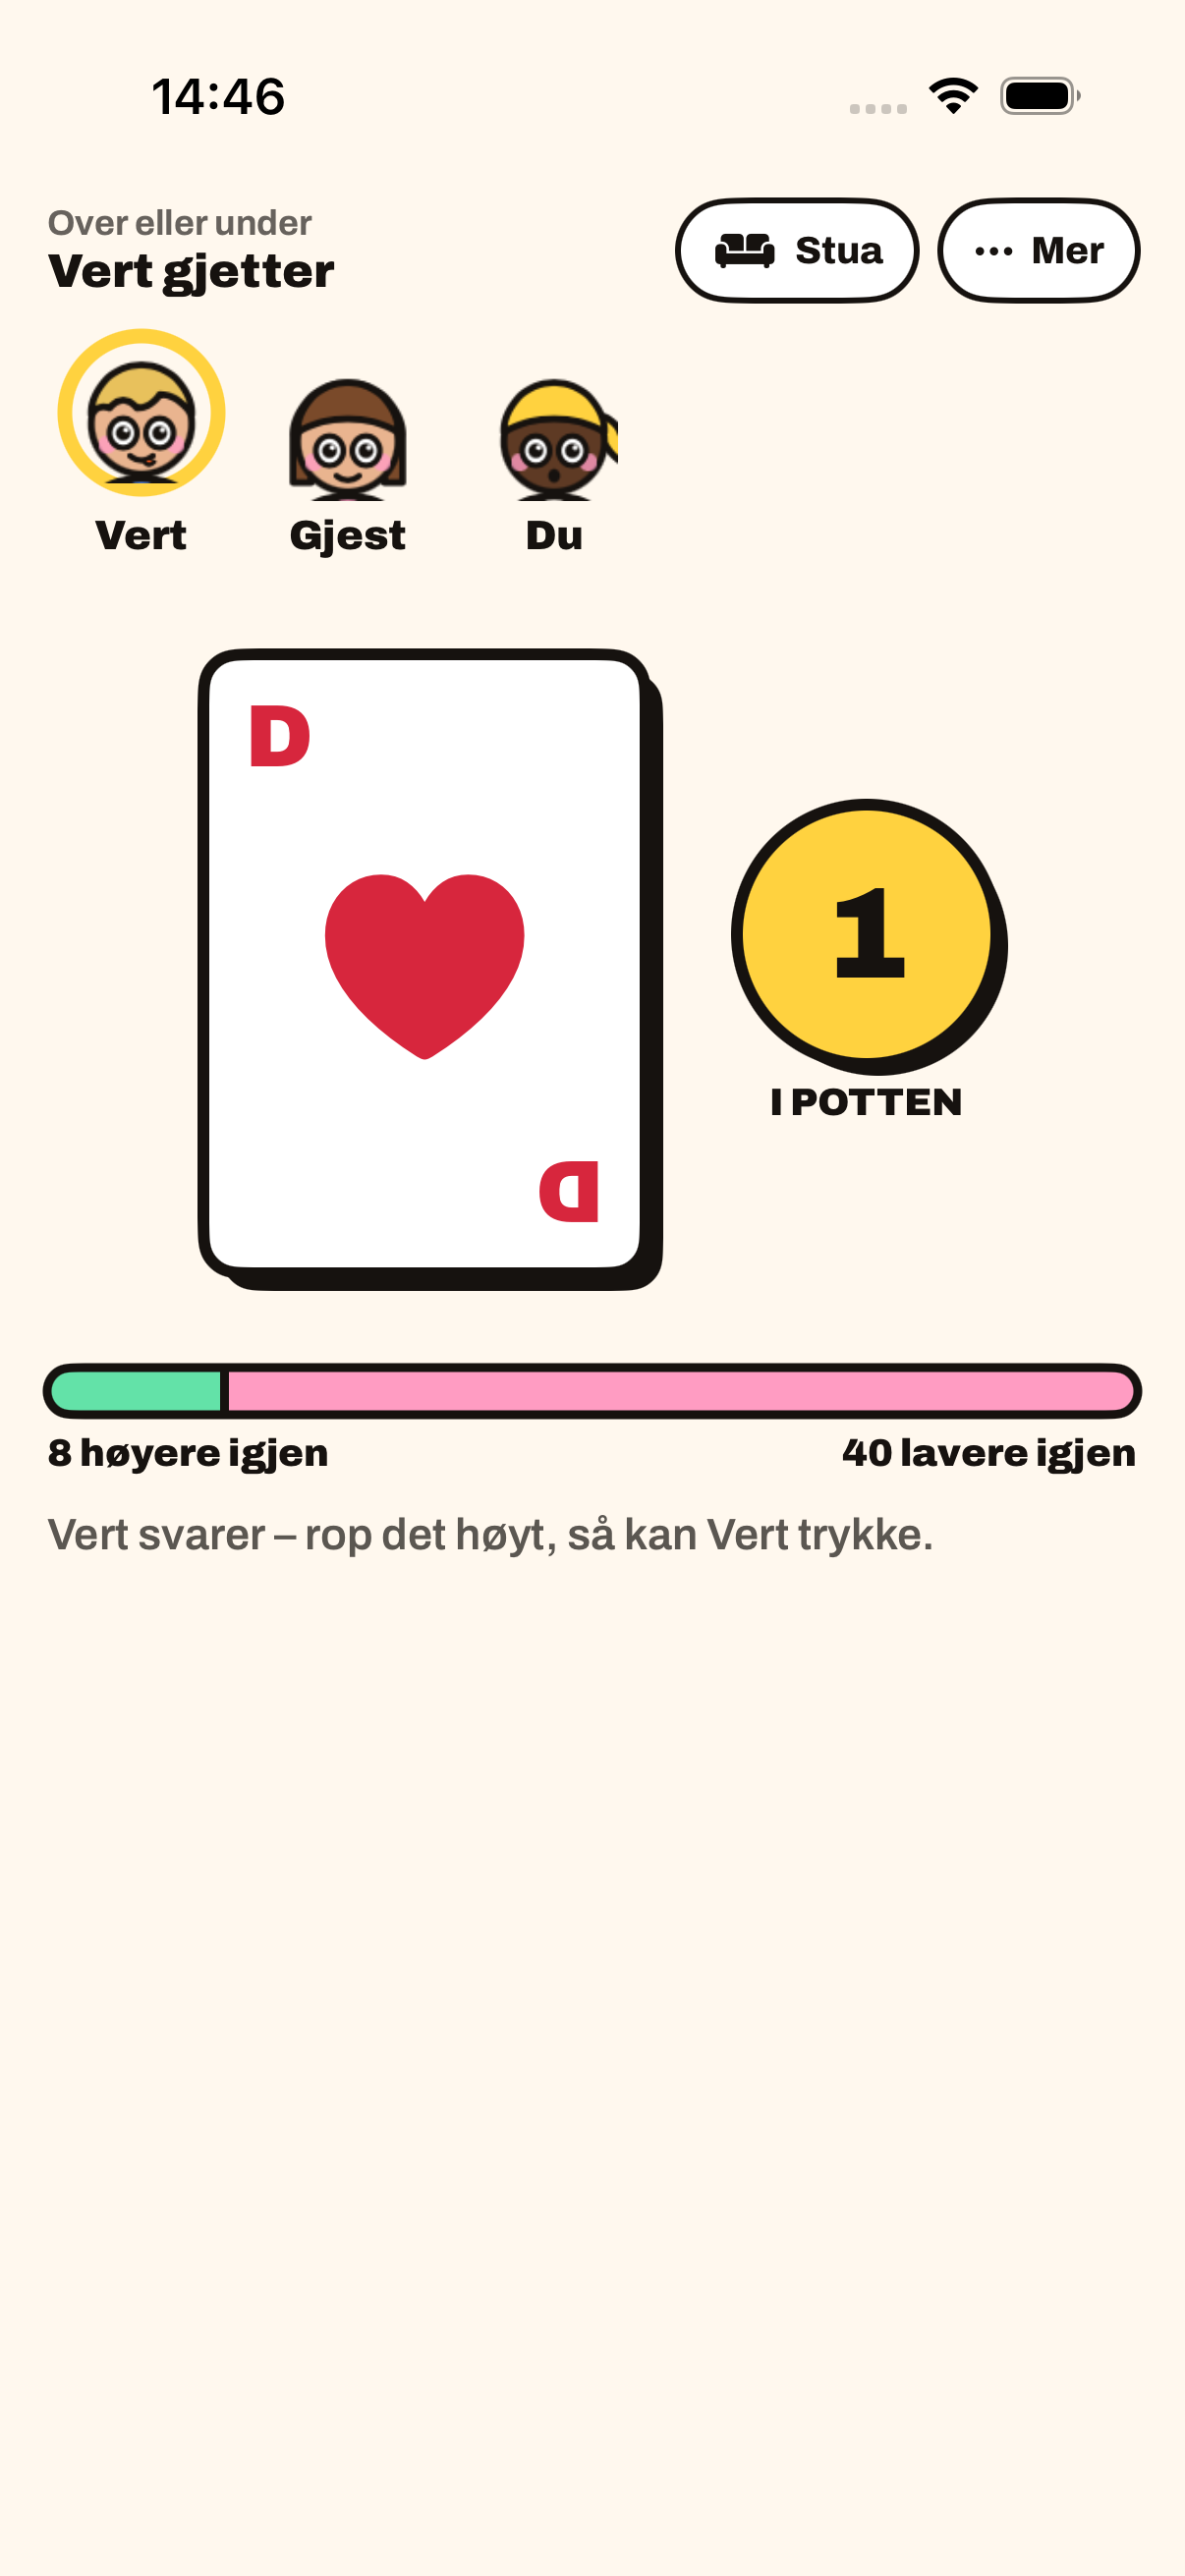 14:46
Over eller under
Vert gjetter
Stua
Mer
Vert
Gjest
Du
D
1
I POTTEN
D
8 høyere igjen
40 lavere igjen
Vert svarer – rop det høyt, så kan Vert trykke.